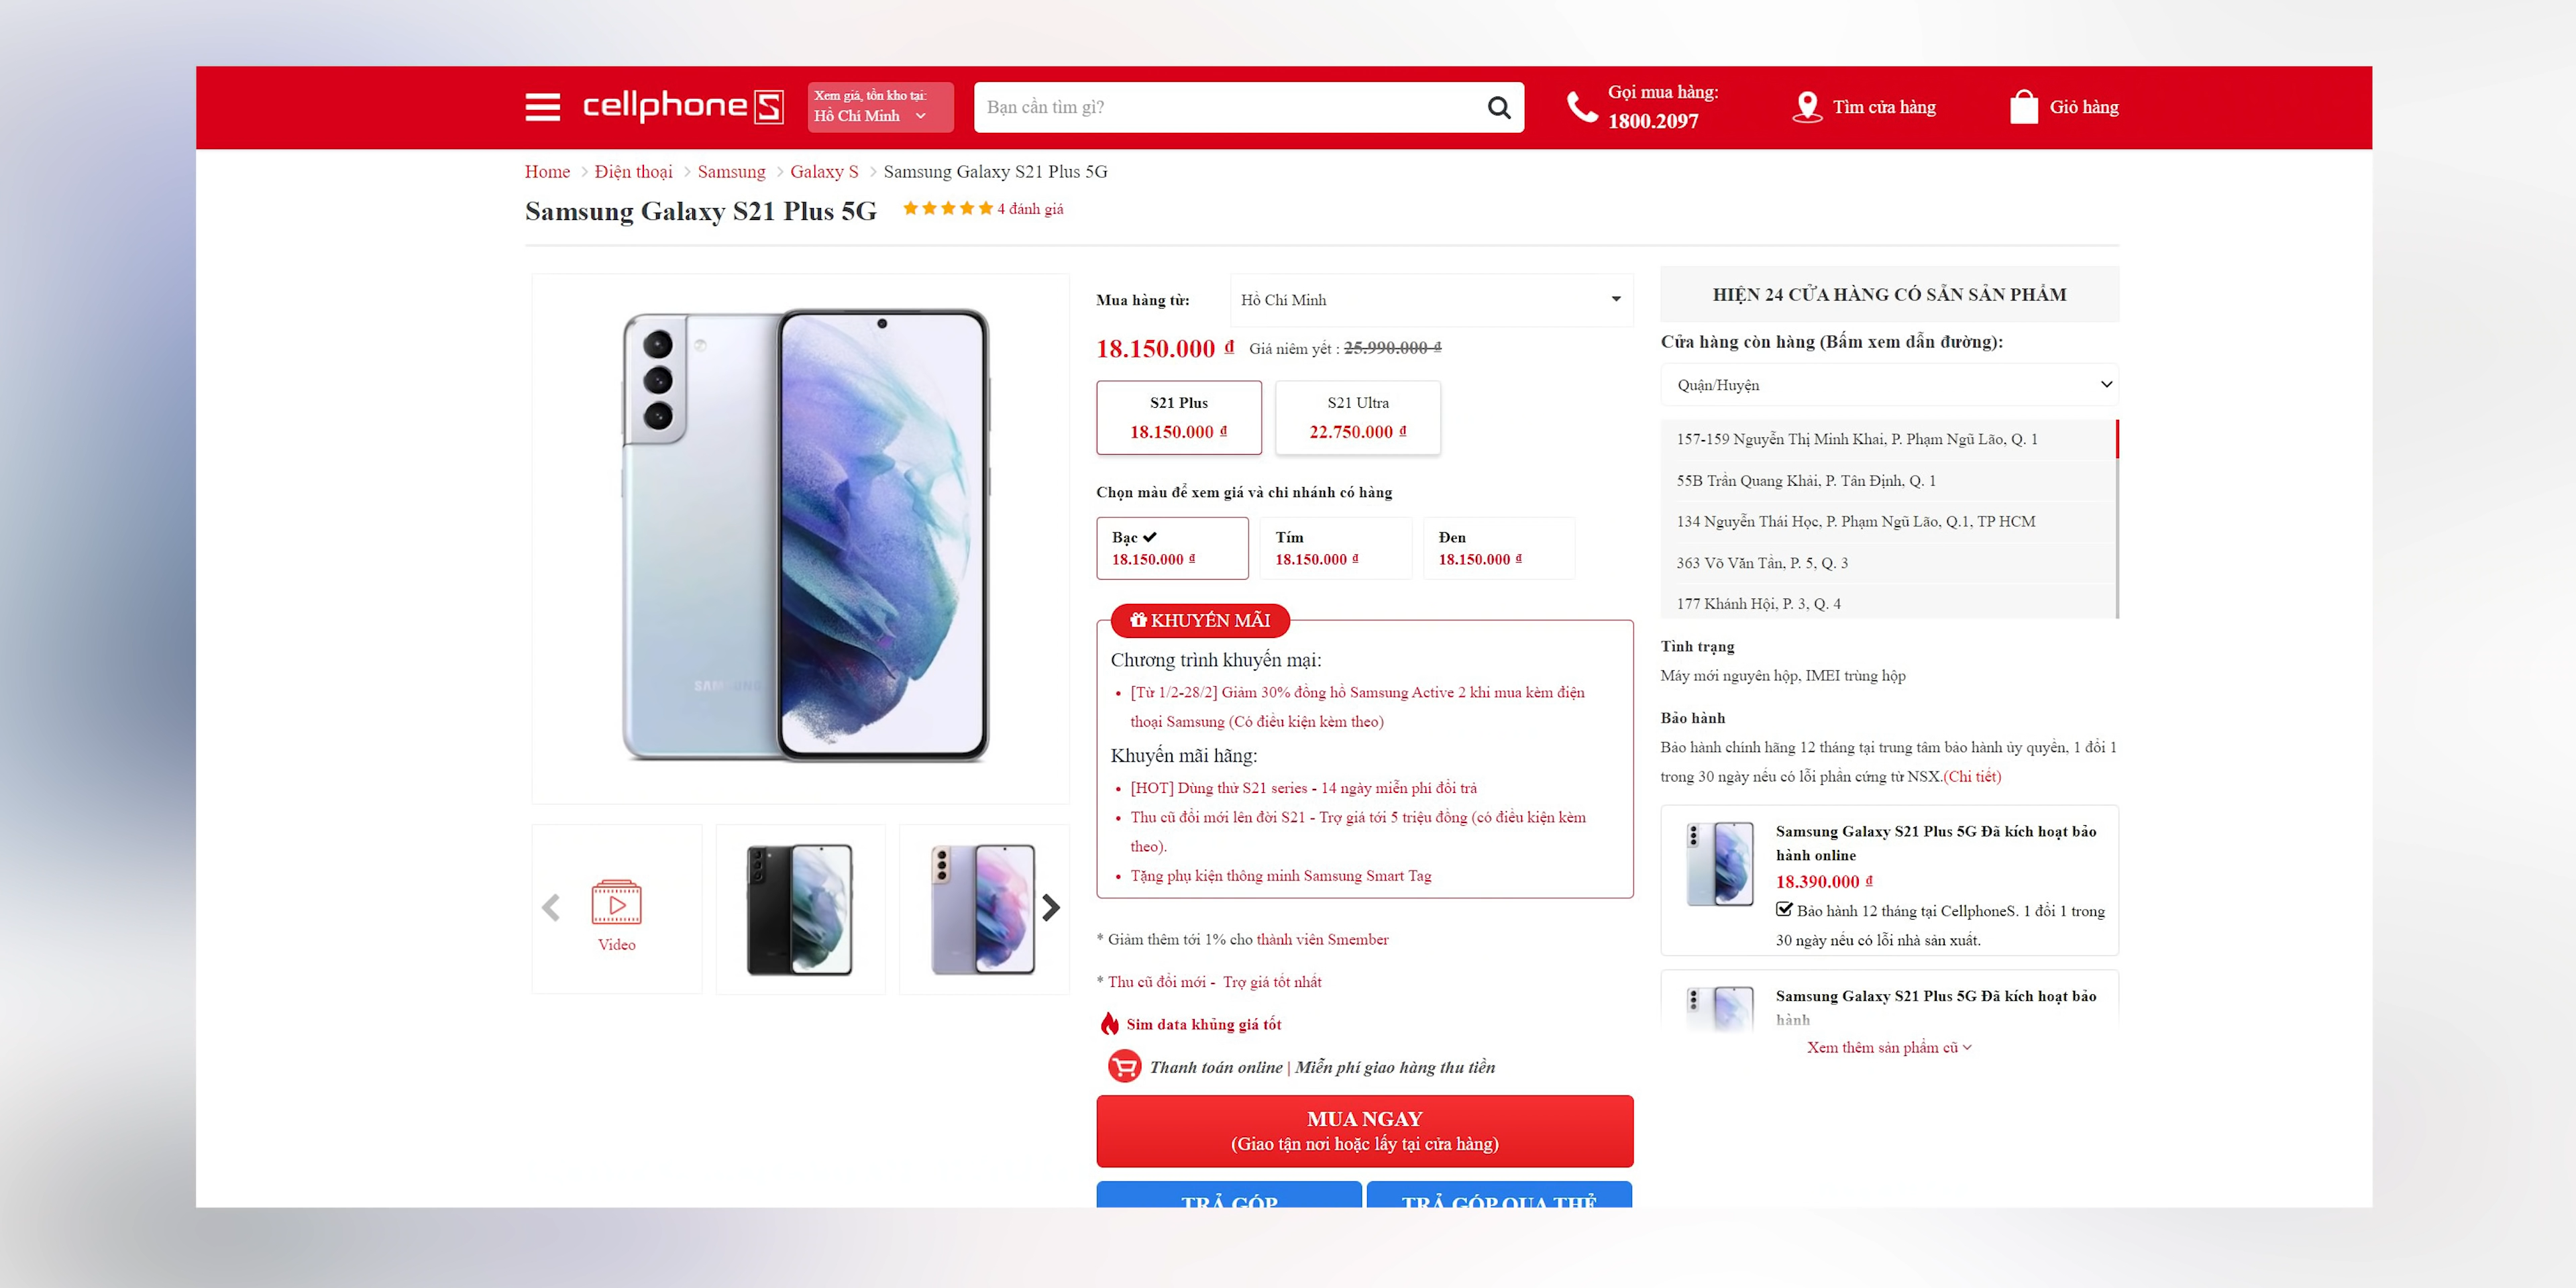 cellphoneS
Xem giá, tồn kho tại:
Hồ Chí Minh
Bạn cần tìm gì?
Gọi mua hàng:
1800.2097
Tìm cửa hàng
Giỏ hàng
Home > Điện thoại > Samsung > Galaxy S > Samsung Galaxy S21 Plus 5G
Samsung Galaxy S21 Plus 5G 4 đánh giá
SAMSUNG
Video
Mua hàng từ: Hồ Chí Minh
18.150.000 ₫ Giá niêm yết : 25.990.000 ₫
S21 Plus
18.150.000 ₫
S21 Ultra
22.750.000 ₫
Chọn màu để xem giá và chi nhánh có hàng
Bạc
18.150.000 ₫
Tím
18.150.000 ₫
Đen
18.150.000 ₫
KHUYẾN MÃI
Chương trình khuyến mại:
• [Từ 1/2-28/2] Giảm 30% đồng hồ Samsung Active 2 khi mua kèm điện
thoại Samsung (Có điều kiện kèm theo)
Khuyến mãi hãng:
• [HOT] Dùng thử S21 series - 14 ngày miễn phí đổi trả
• Thu cũ đổi mới lên đời S21 - Trợ giá tới 5 triệu đồng (có điều kiện kèm
theo).
• Tặng phụ kiện thông minh Samsung Smart Tag
* Giảm thêm tới 1% cho thành viên Smember
* Thu cũ đổi mới - Trợ giá tốt nhất
Sim data khủng giá tốt
Thanh toán online | Miễn phí giao hàng thu tiền
MUA NGAY
(Giao tận nơi hoặc lấy tại cửa hàng)
TRẢ GÓP
TRẢ GÓP QUA THẺ
HIỆN 24 CỬA HÀNG CÓ SẴN SẢN PHẨM
Cửa hàng còn hàng (Bấm xem dẫn đường):
Quận/Huyện
157-159 Nguyễn Thị Minh Khai, P. Phạm Ngũ Lão, Q. 1
55B Trần Quang Khải, P. Tân Định, Q. 1
134 Nguyễn Thái Học, P. Phạm Ngũ Lão, Q.1, TP HCM
363 Võ Văn Tần, P. 5, Q. 3
177 Khánh Hội, P. 3, Q. 4
Tình trạng
Máy mới nguyên hộp, IMEI trùng hộp
Bảo hành
Bảo hành chính hãng 12 tháng tại trung tâm bảo hành ủy quyền, 1 đổi 1
trong 30 ngày nếu có lỗi phần cứng từ NSX.(Chi tiết)
Samsung Galaxy S21 Plus 5G Đã kích hoạt bảo
hành online
18.390.000 ₫
Bảo hành 12 tháng tại CellphoneS. 1 đổi 1 trong
30 ngày nếu có lỗi nhà sản xuất.
Samsung Galaxy S21 Plus 5G Đã kích hoạt bảo
hành
Xem thêm sản phẩm cũ